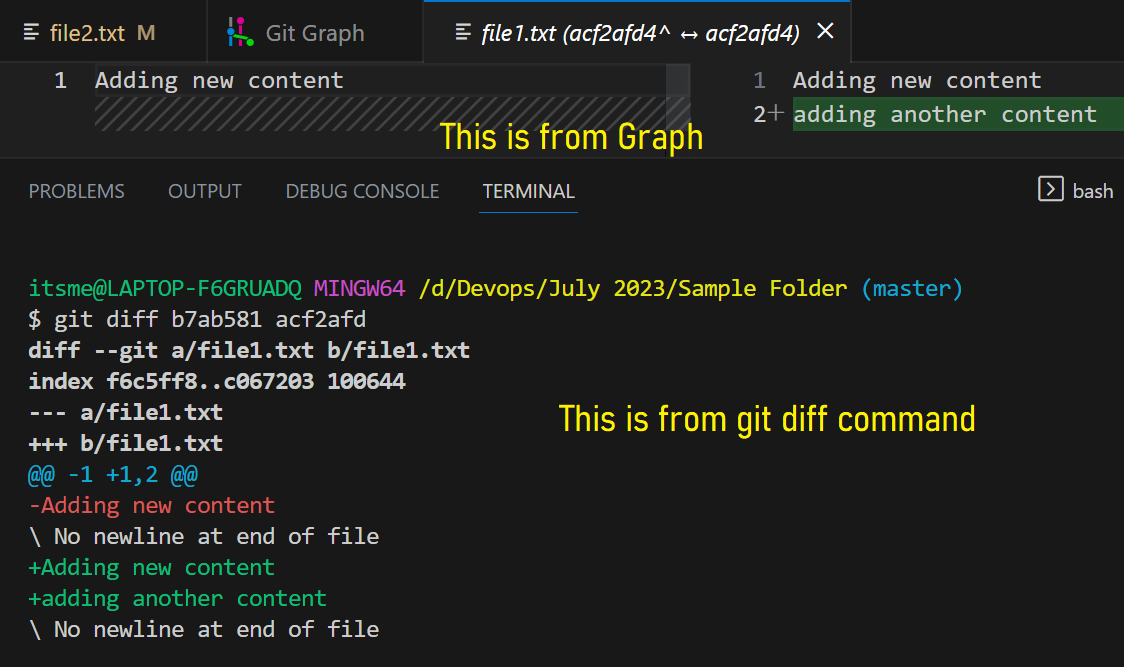 file2.txt M Git Graph file1.txt (acf2afd4^ ↔ acf2afd4) ×
1 Adding new content 1 Adding new content
2+ adding another content
This is from Graph
PROBLEMS OUTPUT DEBUG CONSOLE TERMINAL bash
itsme@LAPTOP-F6GRUADQ MINGW64 /d/Devops/July 2023/Sample Folder (master)
$ git diff b7ab581 acf2afd
diff --git a/file1.txt b/file1.txt
index f6c5ff8..c067203 100644
--- a/file1.txt
This is from git diff command
+++ b/file1.txt
@@ -1 +1,2 @@
-Adding new content
\ No newline at end of file
+Adding new content
+adding another content
\ No newline at end of file